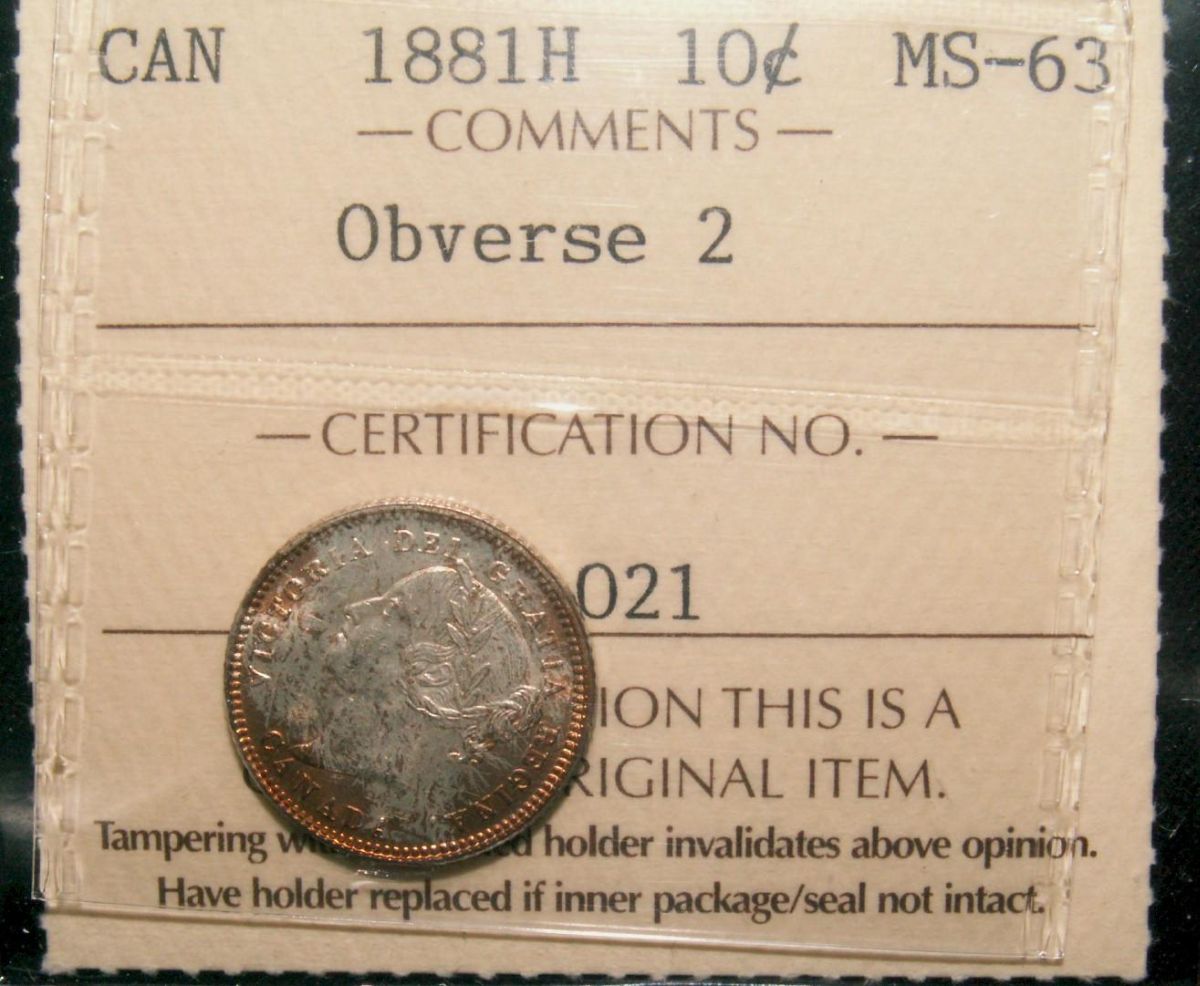 CAN 1881H 10¢ MS-63
— COMMENTS —
Obverse 2
— CERTIFICATION NO. —
021
VICTORIA DEI GRATIA REGINA
CANADA
ION THIS IS A
RIGINAL ITEM.
Tampering holder invalidates above opinion.
Have holder replaced if inner package/seal not intact.